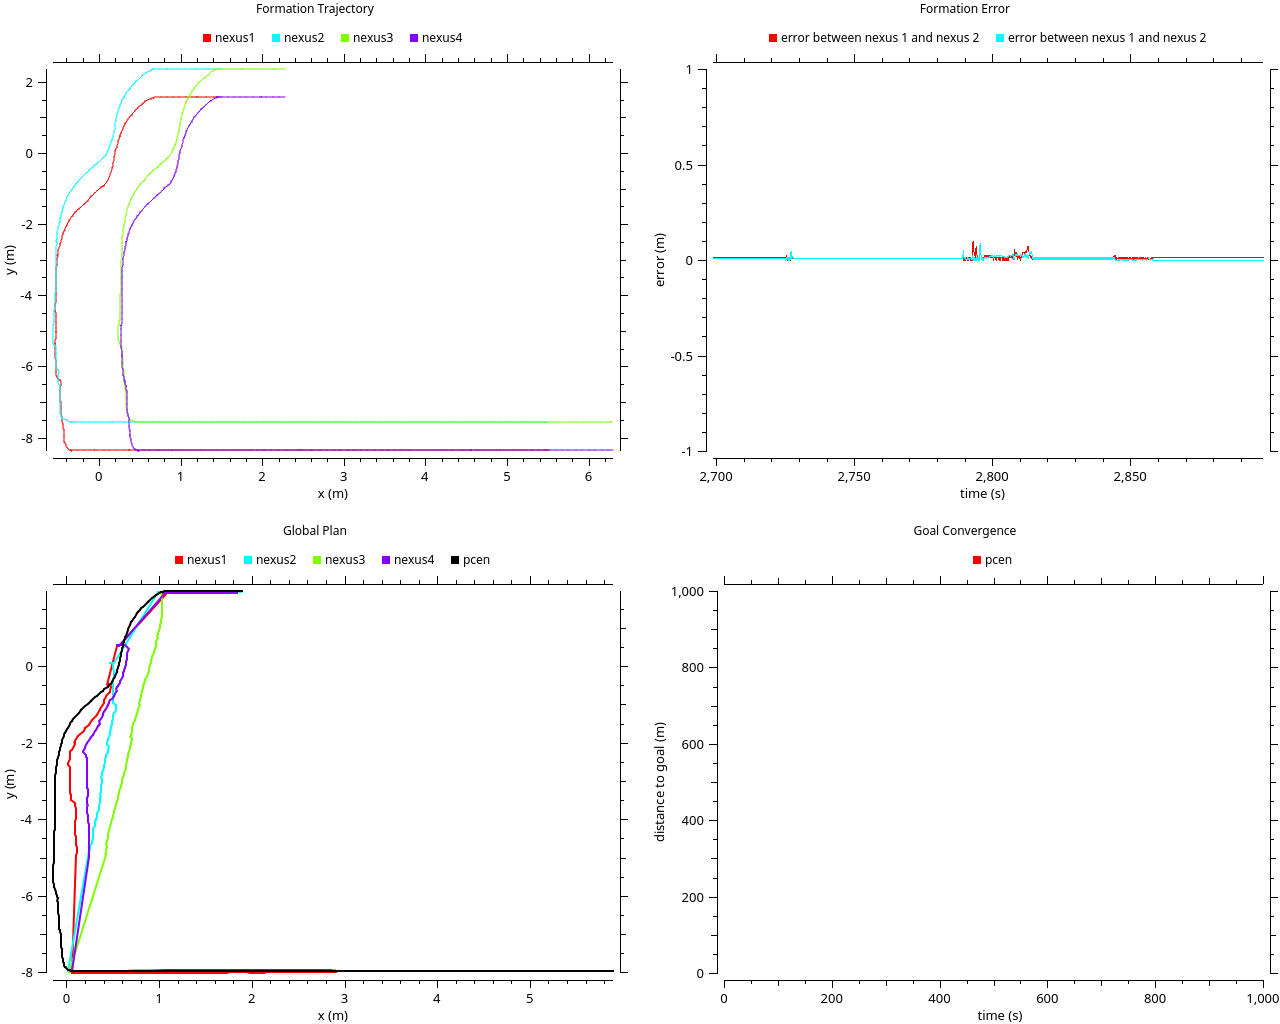 Formation Trajectory
nexus1 nexus2 nexus3 nexus4
2
0
-2
-4
-6
-8
y (m)
0 1 2 3 4 5 6
x (m)
Formation Error
error between nexus 1 and nexus 2 error between nexus 1 and nexus 2
1
0.5
0
-0.5
-1
error (m)
2,700 2,750 2,800 2,850
time (s)
Global Plan
nexus1 nexus2 nexus3 nexus4 pcen
0
-2
-4
-6
-8
y (m)
0 1 2 3 4 5
x (m)
Goal Convergence
pcen
1,000
800
600
400
200
0
distance to goal (m)
0 200 400 600 800 1,000
time (s)